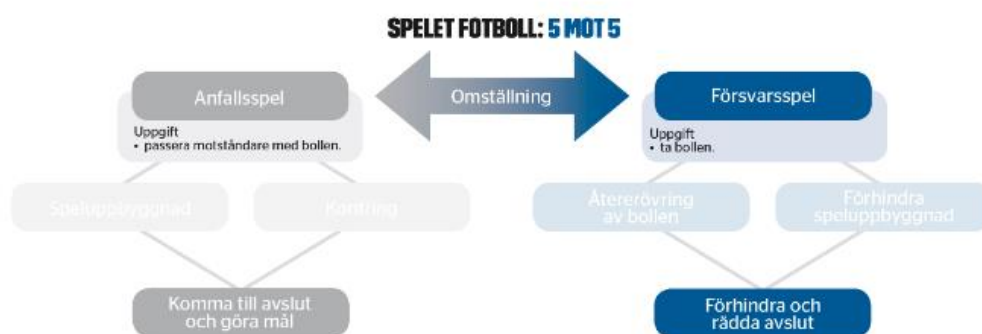 SPELET FOTBOLL: 5 MOT 5
Anfallsspel
Omställning
Försvarsspel
Uppgift
• passera motståndare med bollen.
Uppgift
• ta bollen.
Speluppbyggnad
Kontring
Återerövring
av bollen
Förhindra
speluppbyggnad
Komma till avslut
och göra mål
Förhindra och
rädda avslut